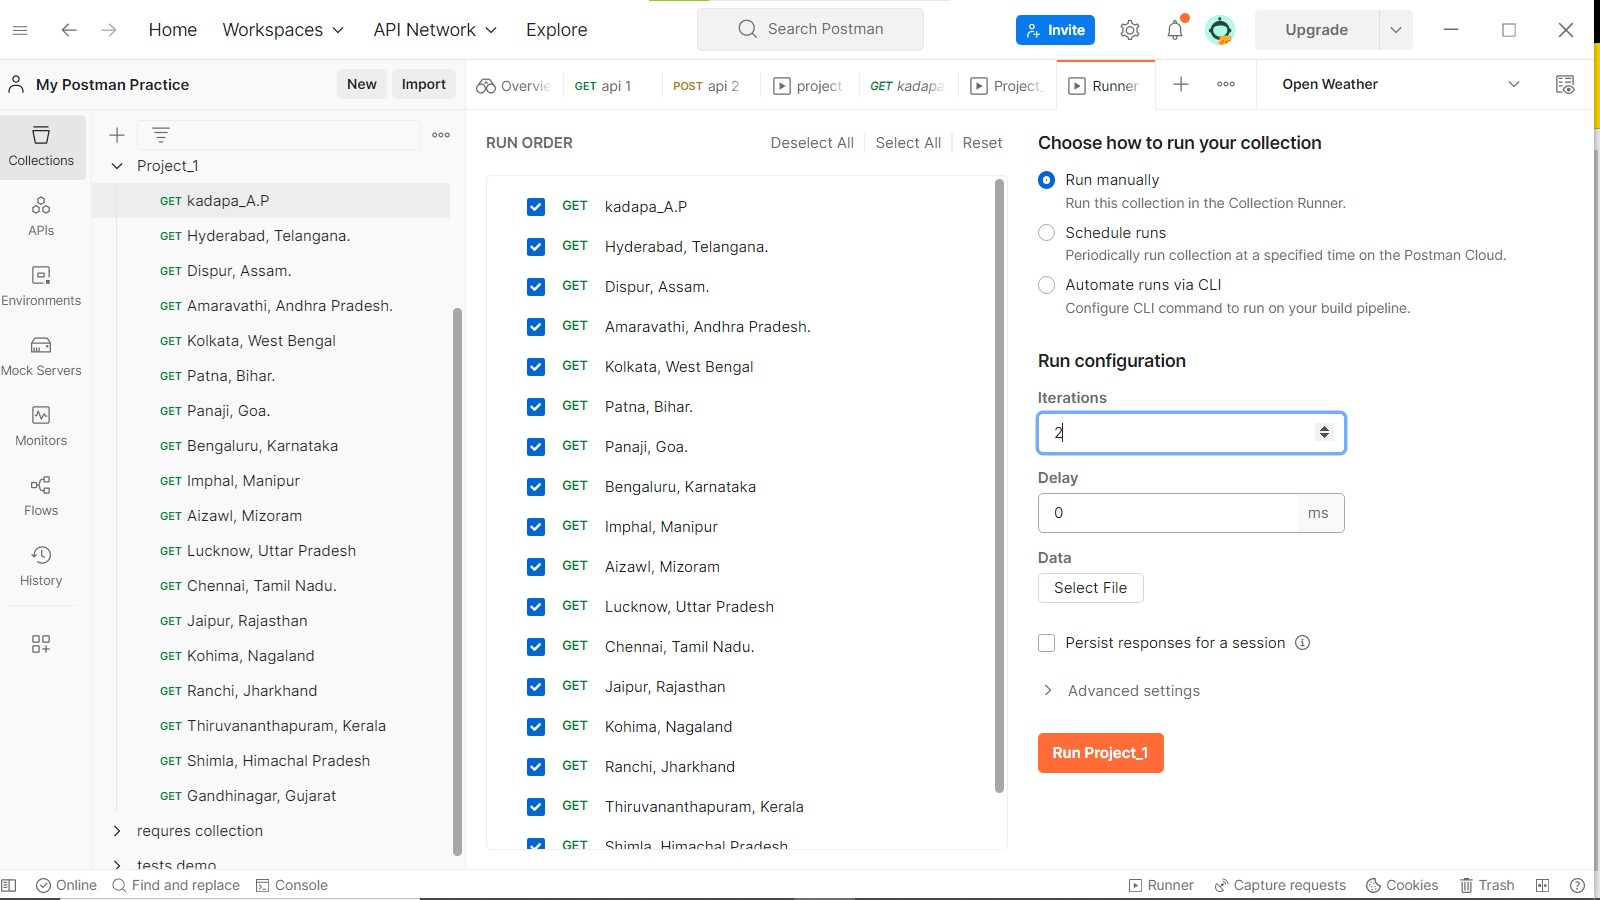 Home Workspaces API Network Explore Search Postman Invite Upgrade
My Postman Practice New Import
Overvie GET api 1 POST api 2 project GET kadapa Project_ Runner Open Weather
Collections
APIs
Environments
Mock Servers
Monitors
Flows
History
Project_1
GET kadapa_A.P
GET Hyderabad, Telangana.
GET Dispur, Assam.
GET Amaravathi, Andhra Pradesh.
GET Kolkata, West Bengal
GET Patna, Bihar.
GET Panaji, Goa.
GET Bengaluru, Karnataka
GET Imphal, Manipur
GET Aizawl, Mizoram
GET Lucknow, Uttar Pradesh
GET Chennai, Tamil Nadu.
GET Jaipur, Rajasthan
GET Kohima, Nagaland
GET Ranchi, Jharkhand
GET Thiruvananthapuram, Kerala
GET Shimla, Himachal Pradesh
GET Gandhinagar, Gujarat
requres collection
tests demo
RUN ORDER Deselect All Select All Reset
GET kadapa_A.P
GET Hyderabad, Telangana.
GET Dispur, Assam.
GET Amaravathi, Andhra Pradesh.
GET Kolkata, West Bengal
GET Patna, Bihar.
GET Panaji, Goa.
GET Bengaluru, Karnataka
GET Imphal, Manipur
GET Aizawl, Mizoram
GET Lucknow, Uttar Pradesh
GET Chennai, Tamil Nadu.
GET Jaipur, Rajasthan
GET Kohima, Nagaland
GET Ranchi, Jharkhand
GET Thiruvananthapuram, Kerala
GET Shimla, Himachal Pradesh
Choose how to run your collection
Run manually
Run this collection in the Collection Runner.
Schedule runs
Periodically run collection at a specified time on the Postman Cloud.
Automate runs via CLI
Configure CLI command to run on your build pipeline.
Run configuration
Iterations
2
Delay
0 ms
Data
Select File
Persist responses for a session
Advanced settings
Run Project_1
Online Find and replace Console Runner Capture requests Cookies Trash